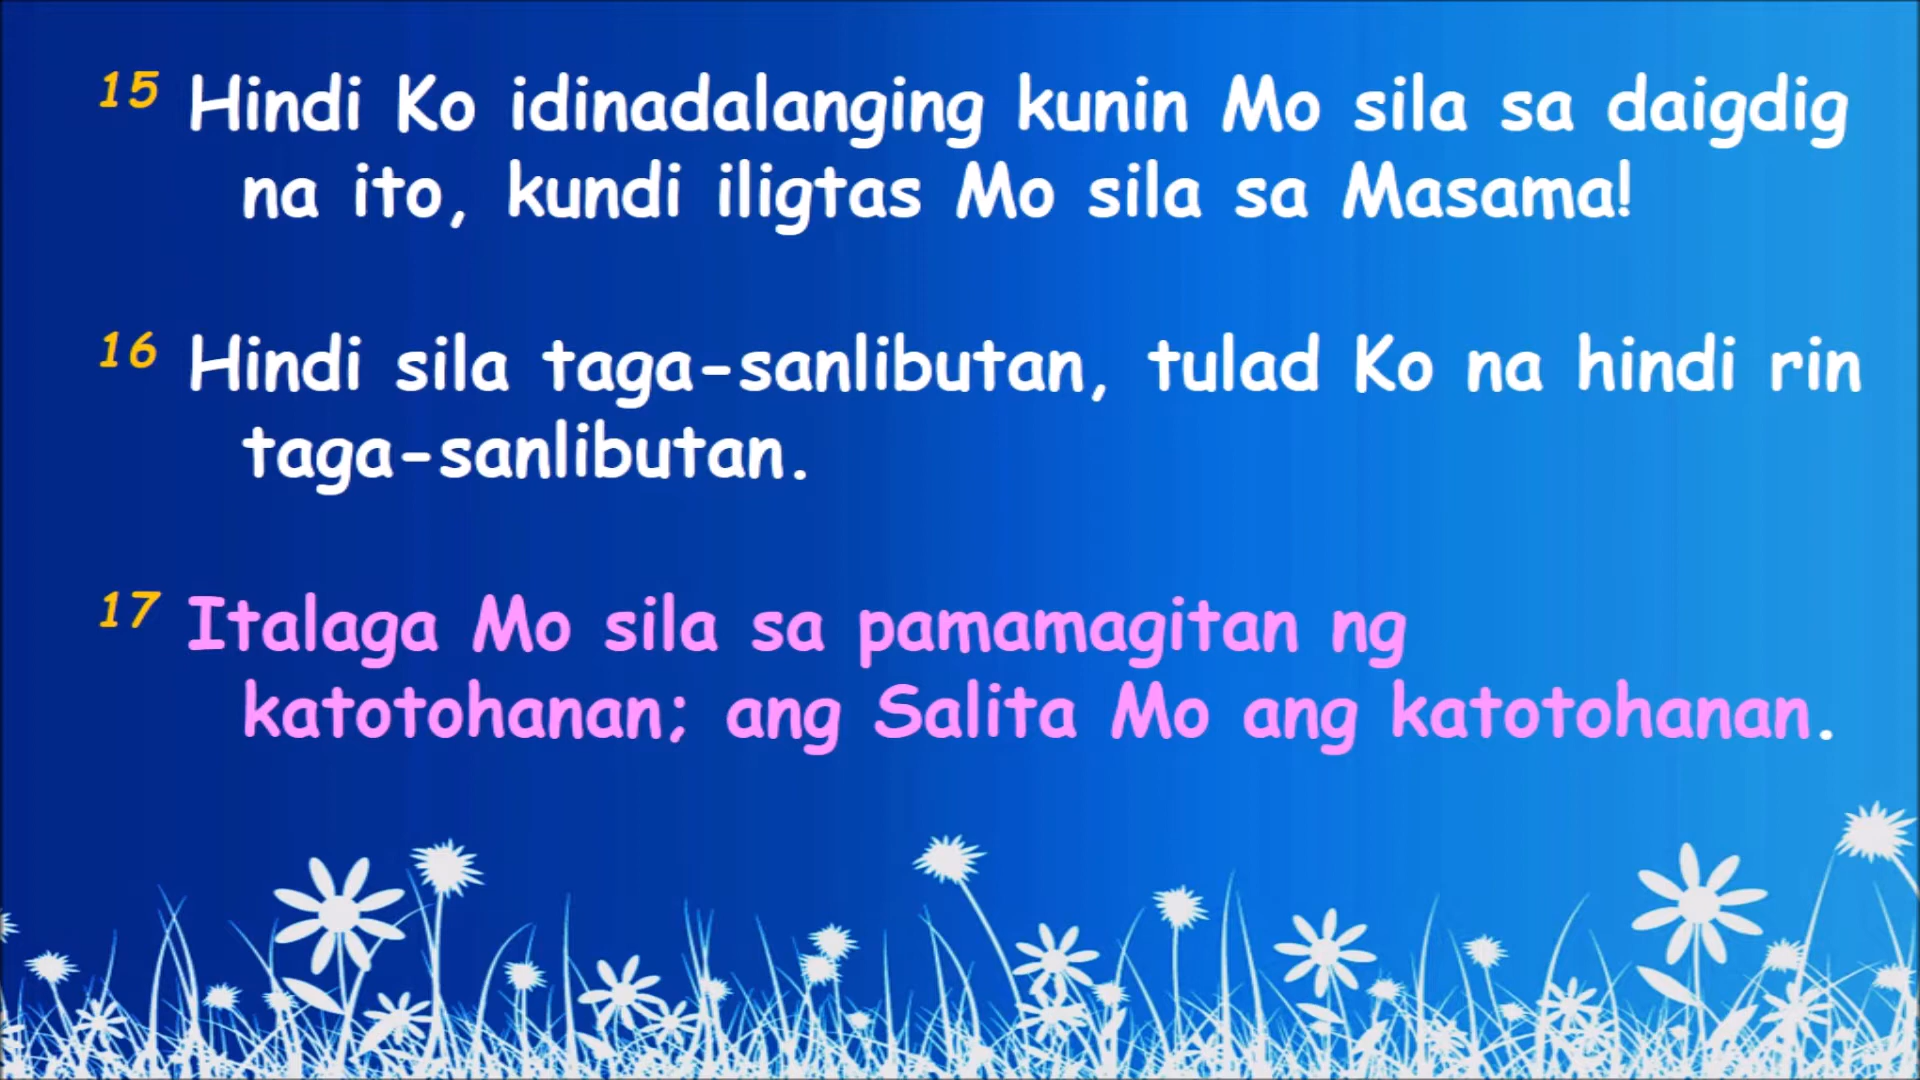 15 Hindi Ko idinadalanging kunin Mo sila sa daigdig
na ito, kundi iligtas Mo sila sa Masama!
16 Hindi sila taga-sanlibutan, tulad Ko na hindi rin
taga-sanlibutan.
17 Italaga Mo sila sa pamamagitan ng
katotohanan; ang Salita Mo ang katotohanan.